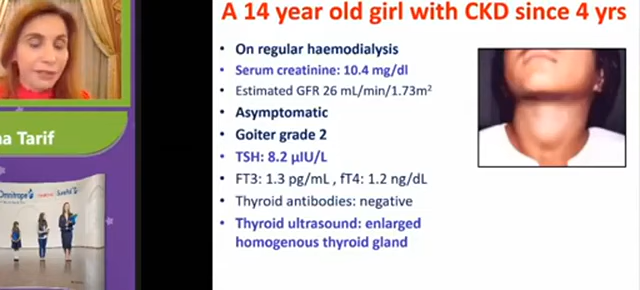 A 14 year old girl with CKD since 4 yrs
• On regular haemodialysis
• Serum creatinine: 10.4 mg/dl
• Estimated GFR 26 mL/min/1.73m²
• Asymptomatic
• Goiter grade 2
• TSH: 8.2 µIU/L
• FT3: 1.3 pg/mL , fT4: 1.2 ng/dL
• Thyroid antibodies: negative
• Thyroid ultrasound: enlarged
homogenous thyroid gland
a Tarif
Omnitrope